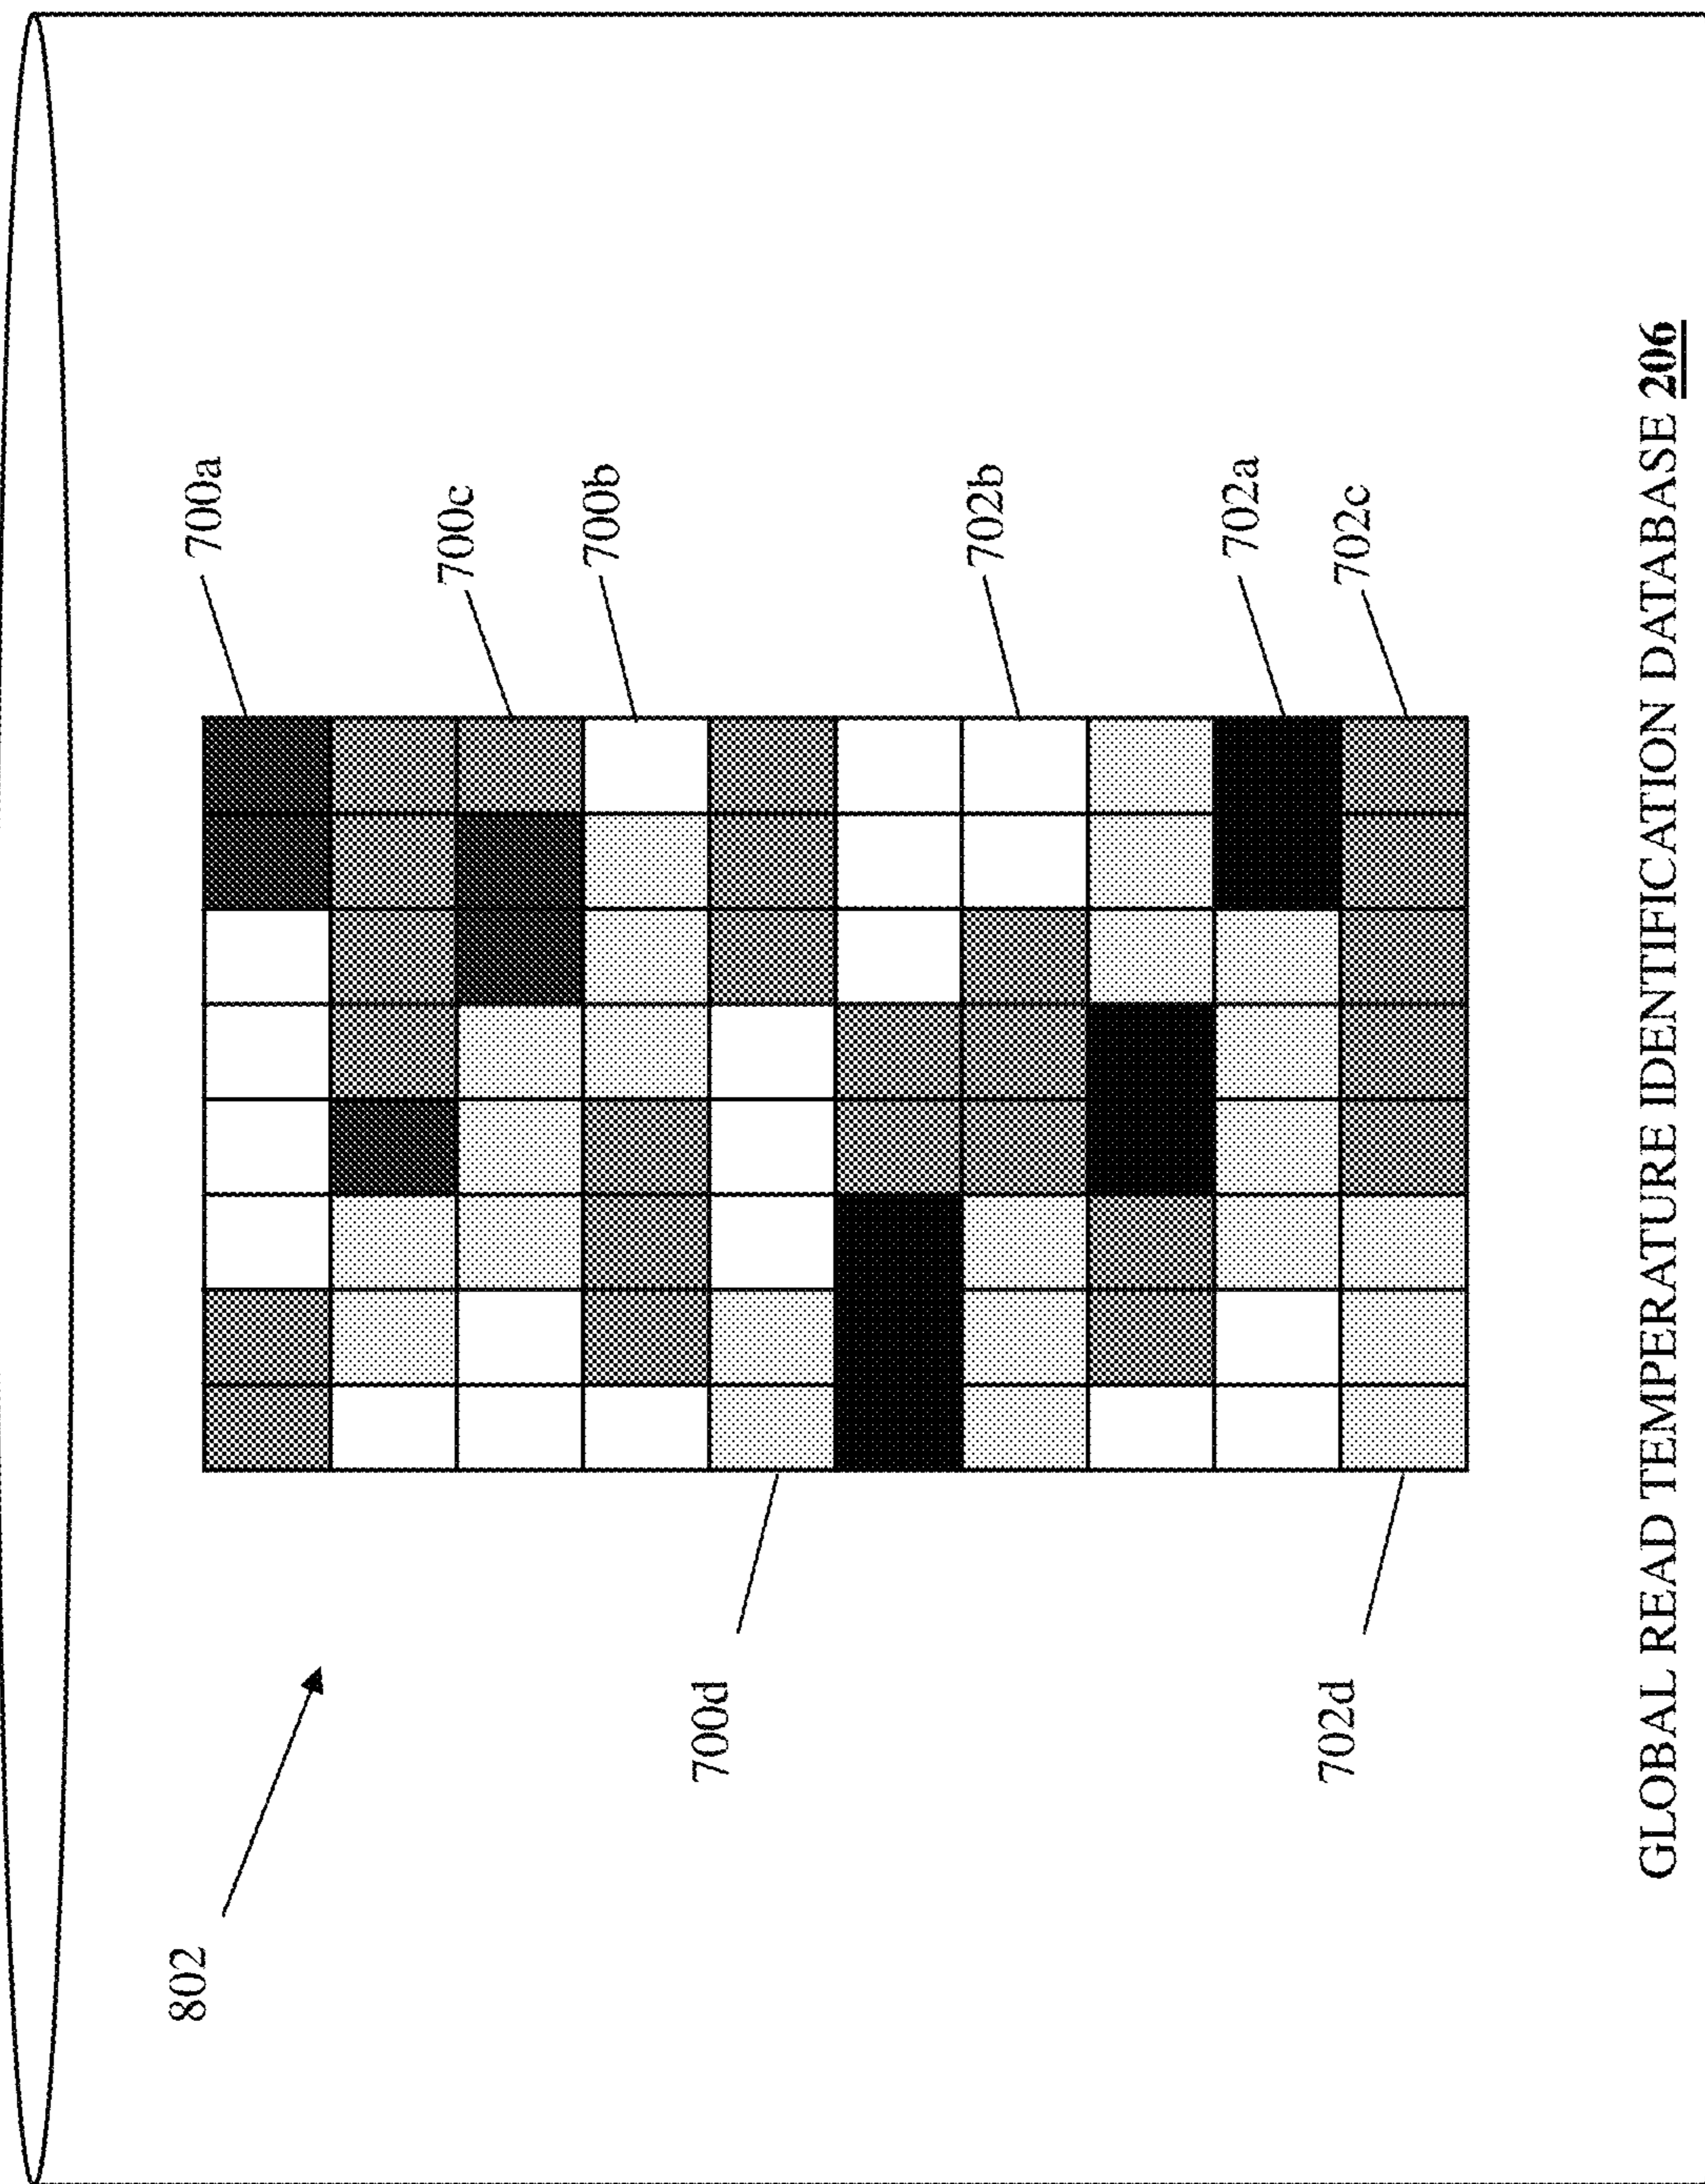 802
700a
700c
700b
700d
702b
702a
702d
702c
GLOBAL READ TEMPERATURE IDENTIFICATION DATABASE 206